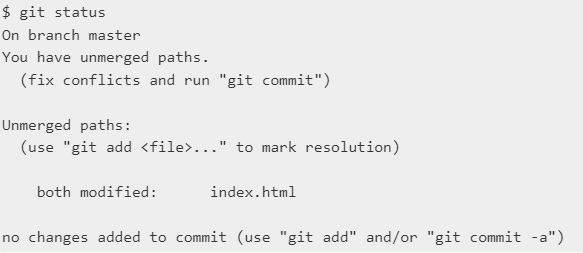 $ git status
On branch master
You have unmerged paths.
  (fix conflicts and run "git commit")

Unmerged paths:
  (use "git add <file>..." to mark resolution)

    both modified:      index.html

no changes added to commit (use "git add" and/or "git commit -a")